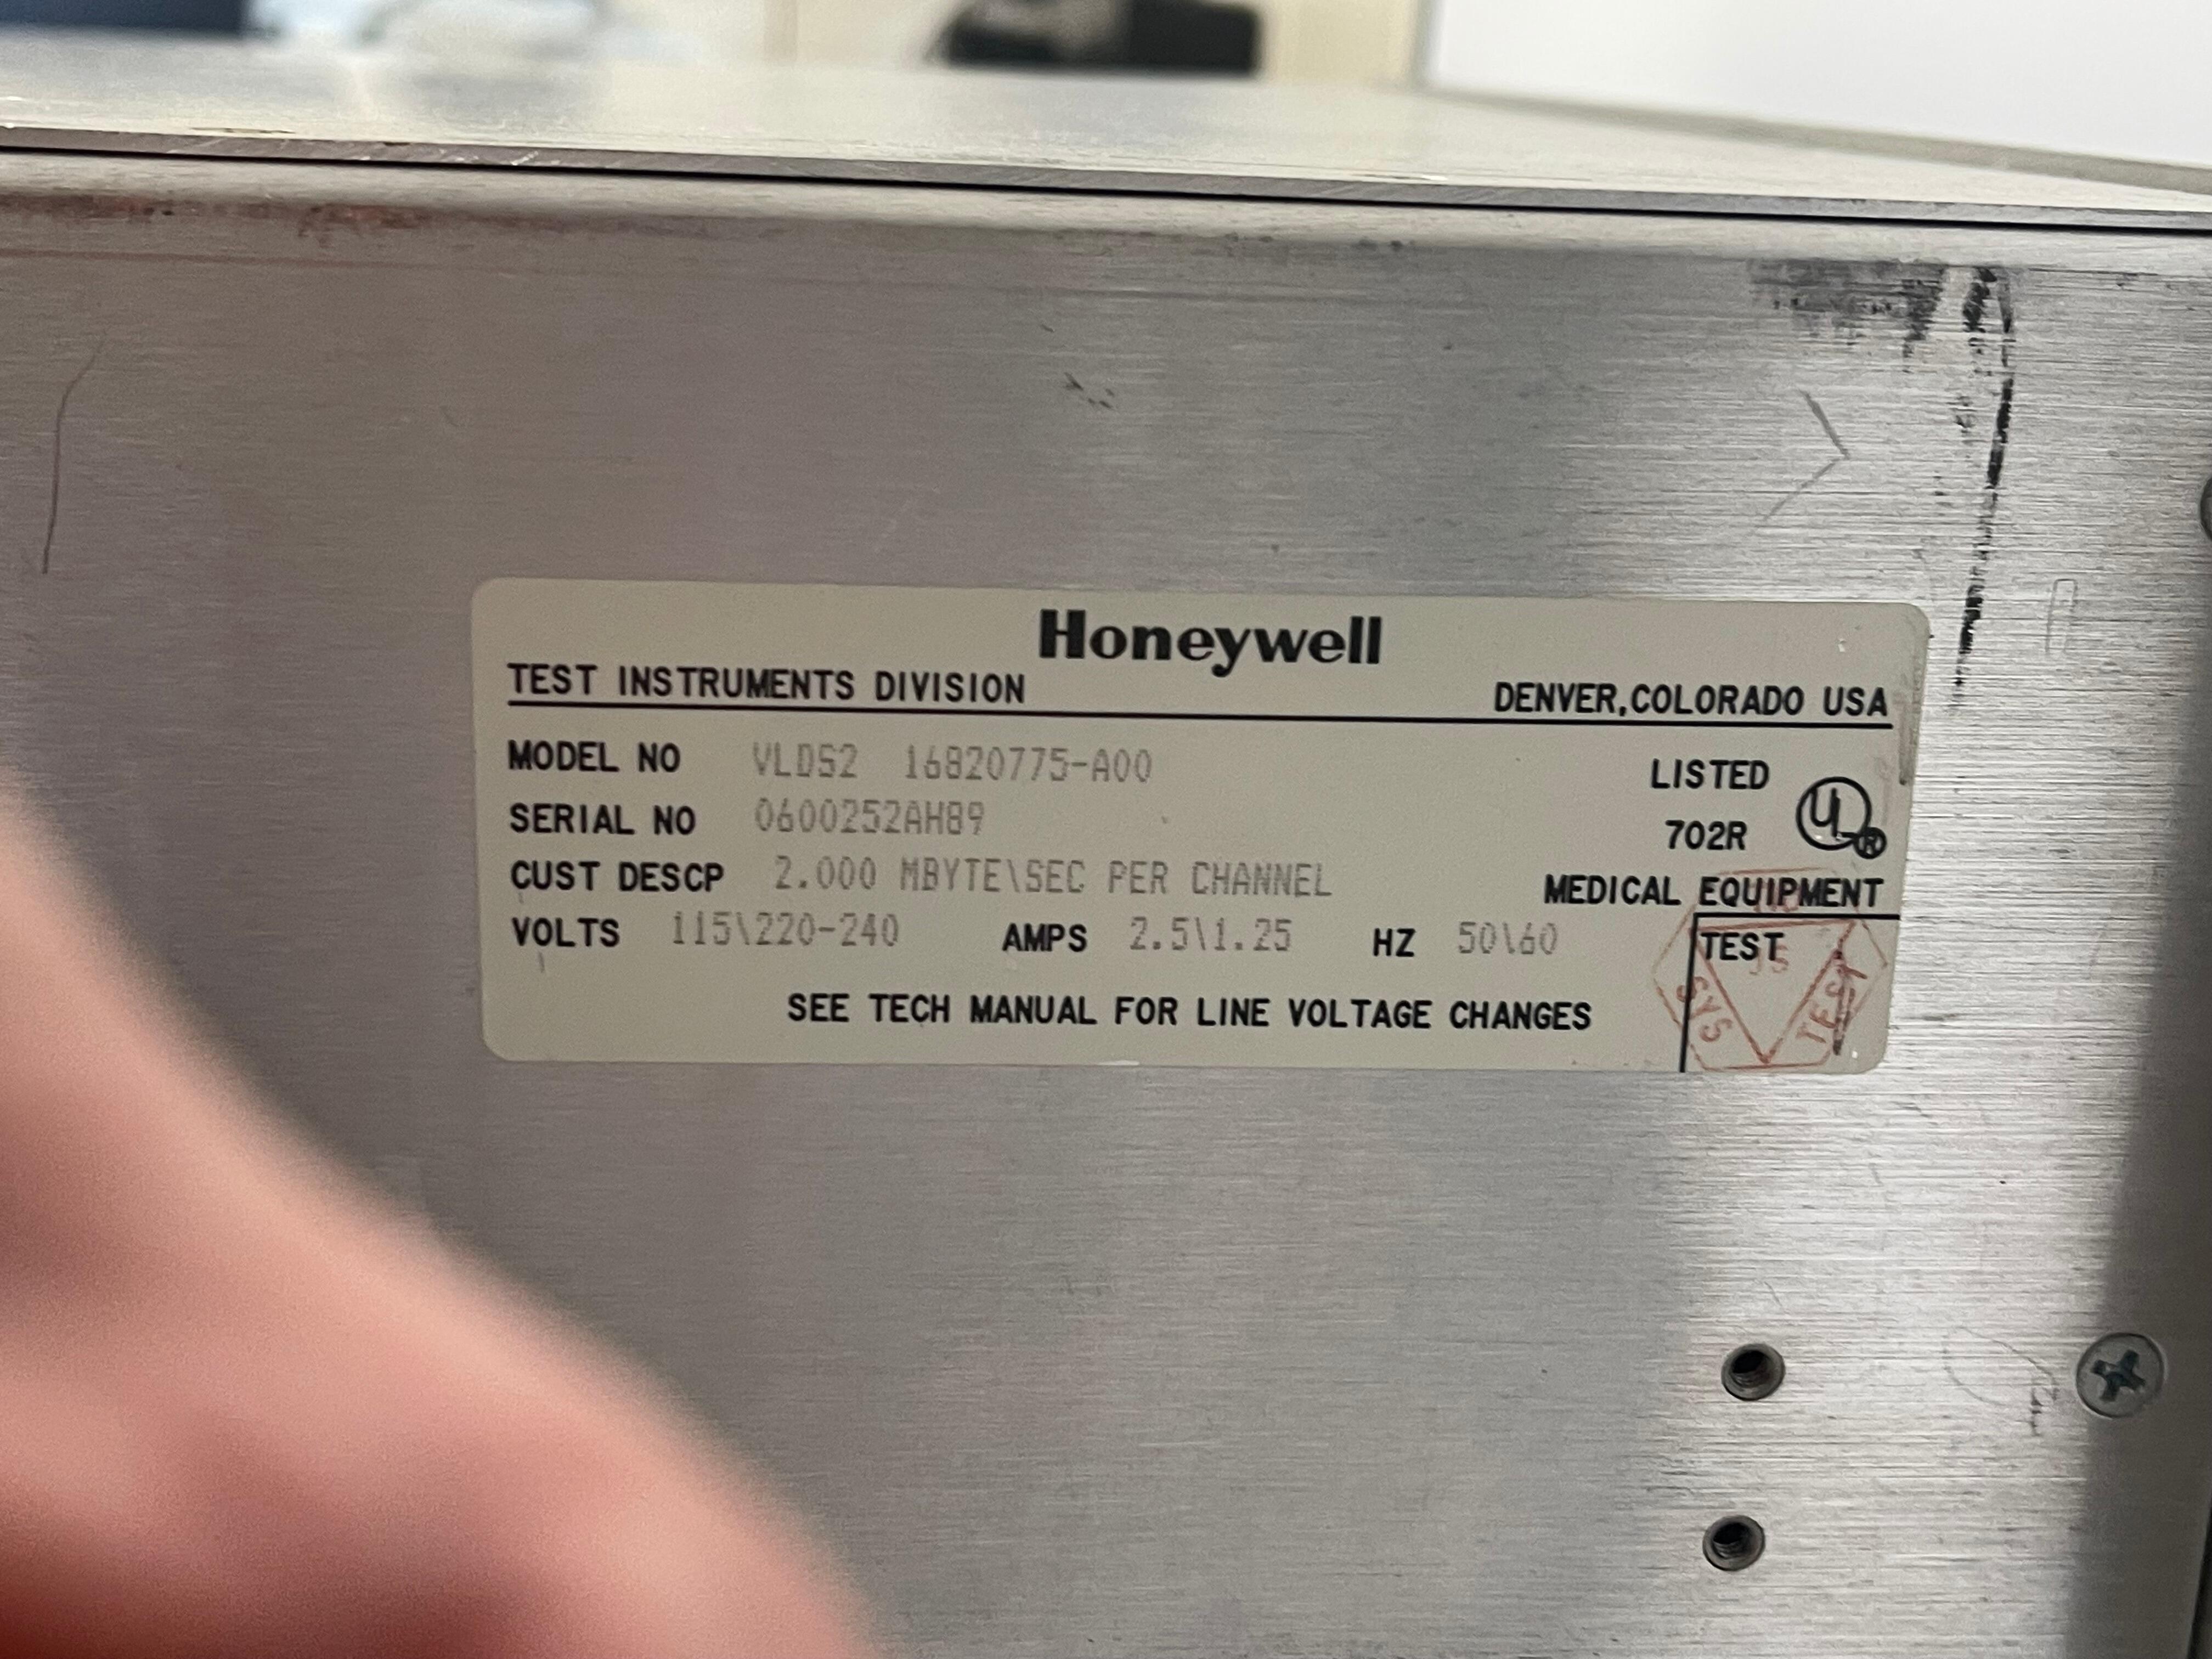 Honeywell
TEST INSTRUMENTS DIVISION DENVER, COLORADO USA
MODEL NO VLDS2 16820775-A00
LISTED
SERIAL NO 0600252AH89
702R UL ®
CUST DESCP 2.000 MBYTE\SEC PER CHANNEL
MEDICAL EQUIPMENT
VOLTS 115\220-240 AMPS 2.5\1.25 HZ 50\60
TEST
SYS TEST
SEE TECH MANUAL FOR LINE VOLTAGE CHANGES